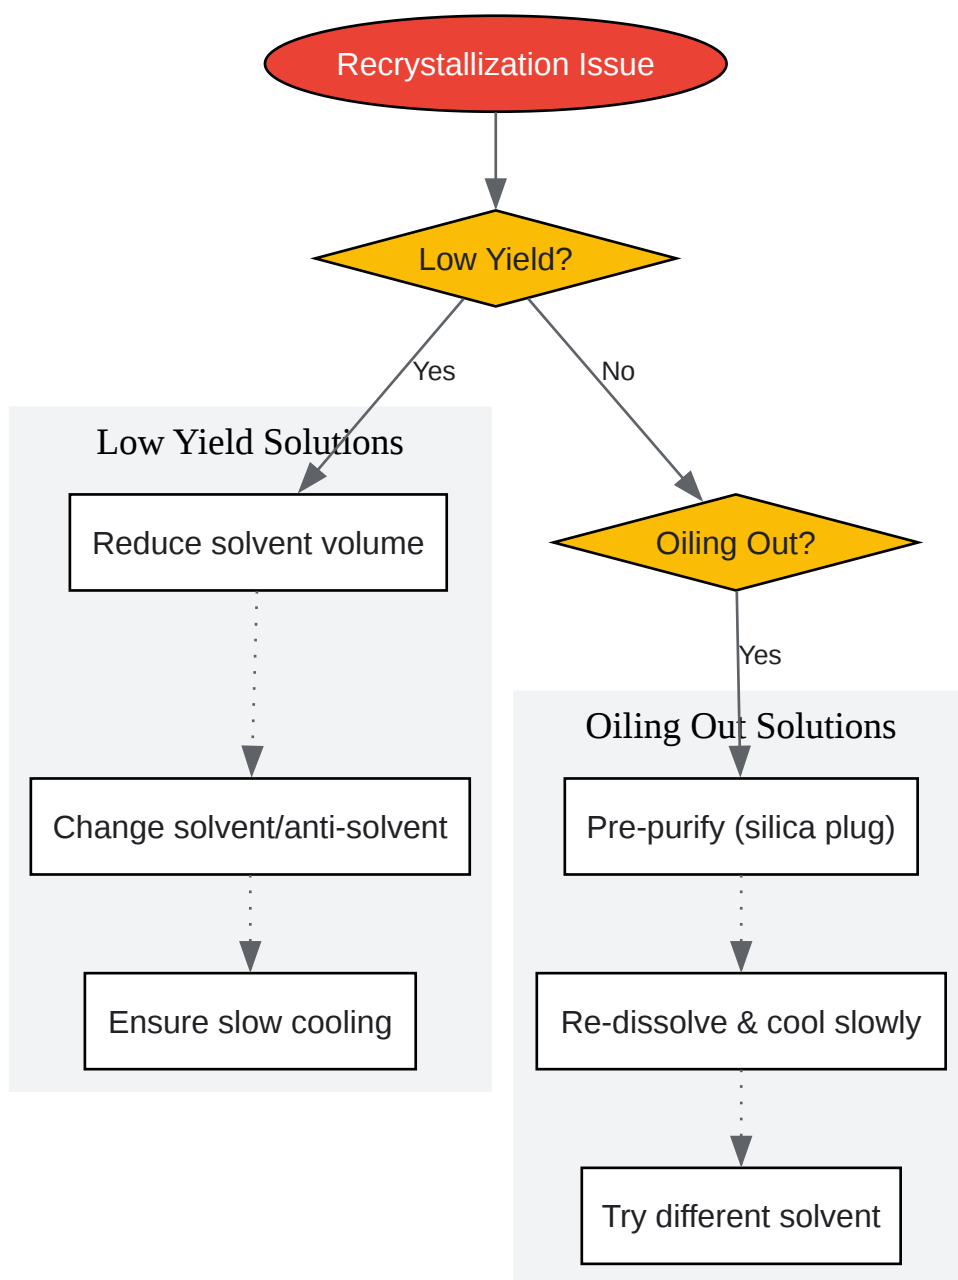 Recrystallization Issue
Low Yield?
Yes
No
Low Yield Solutions
Reduce solvent volume
Oiling Out?
Yes
Oiling Out Solutions
Change solvent/anti-solvent
Pre-purify (silica plug)
Ensure slow cooling
Re-dissolve & cool slowly
Try different solvent